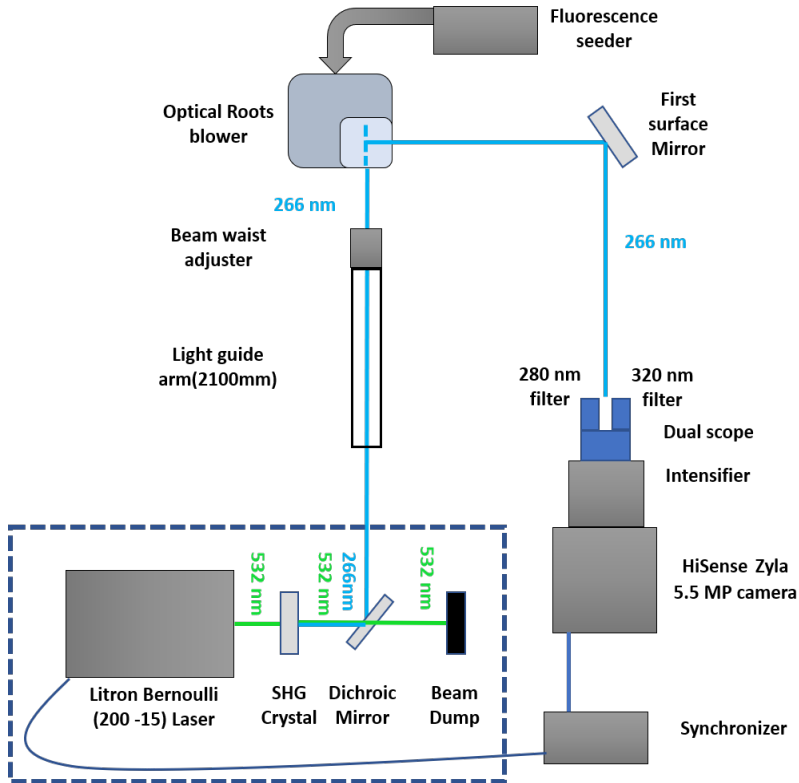 Fluorescence
seeder
Optical Roots
blower
First
surface
Mirror
266 nm
266 nm
Beam waist
adjuster
Light guide
arm(2100mm)
280 nm
filter
320 nm
filter
Dual scope
Intensifier
HiSense Zyla
5.5 MP camera
532 nm
532 nm
266nm
532 nm
Litron Bernoulli
(200 -15) Laser
SHG
Crystal
Dichroic
Mirror
Beam
Dump
Synchronizer